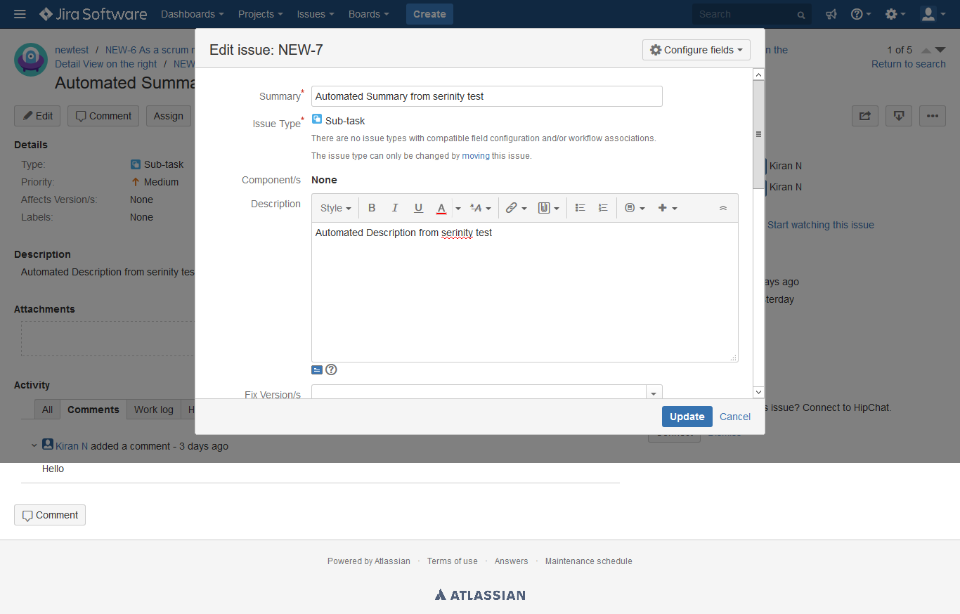 Jira Software Dashboards Projects Issues Boards Create Search
newtest / NEW-6 As a scrum
Detail View on the right / NEW
Automated Summa
Edit Comment Assign
Details
Type: Sub-task
Priority: Medium
Affects Version/s: None
Labels: None
Description
Automated Description from serinity tes
Attachments
Activity
All Comments Work log H
Kiran N added a comment - 3 days ago
Hello
Comment
Edit issue: NEW-7
Configure fields
Summary*
Automated Summary from serinity test
Issue Type*
Sub-task
There are no issue types with compatible field configuration and/or workflow associations.
The issue type can only be changed by moving this issue.
Component/s None
Description
Style B I U A A
Automated Description from serinity test
Fix Version/s
Update Cancel
n the
1 of 5
Return to search
Kiran N
Kiran N
Start watching this issue
ays ago
terday
s issue? Connect to HipChat.
Powered by Atlassian · Terms of use · Answers · Maintenance schedule
ATLASSIAN